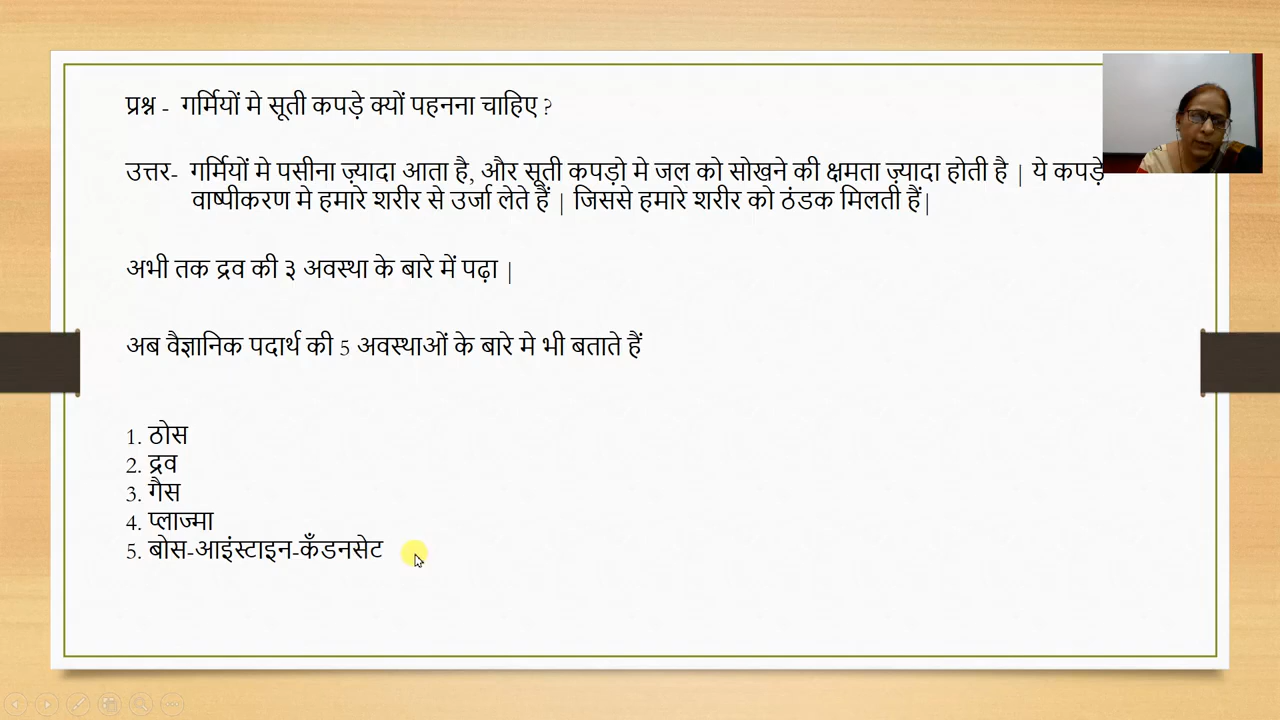 प्रश्न - गर्मियों मे सूती कपड़े क्यों पहनना चाहिए ?
उत्तर- गर्मियों मे पसीना ज़्यादा आता है, और सूती कपड़ो मे जल को सोखने की क्षमता ज़्यादा होती है | ये कपड़े
वाष्पीकरण मे हमारे शरीर से उर्जा लेते हैं | जिससे हमारे शरीर को ठंडक मिलती हैं|
अभी तक द्रव की ३ अवस्था के बारे में पढ़ा |
अब वैज्ञानिक पदार्थ की 5 अवस्थाओं के बारे मे भी बताते हैं
1. ठोस
2. द्रव
3. गैस
4. प्लाज्मा
5. बोस-आइंस्टाइन-कँडनसेट